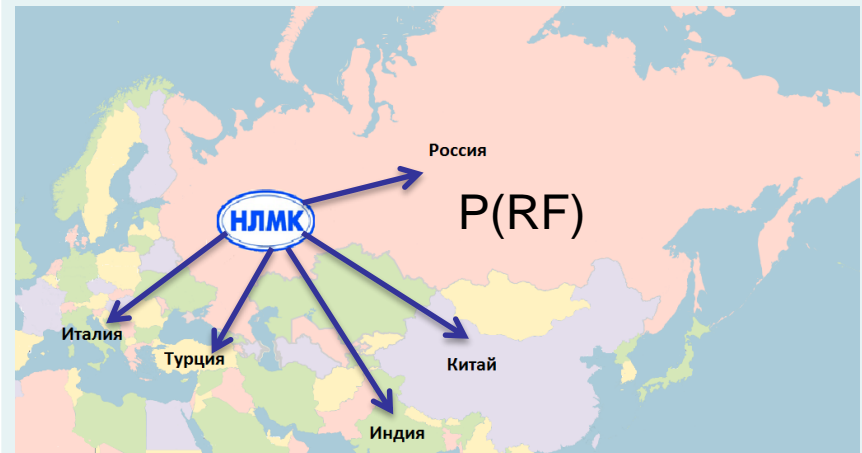 Россия
P(RF)
НЛМК
Италия
Турция
Китай
Индия